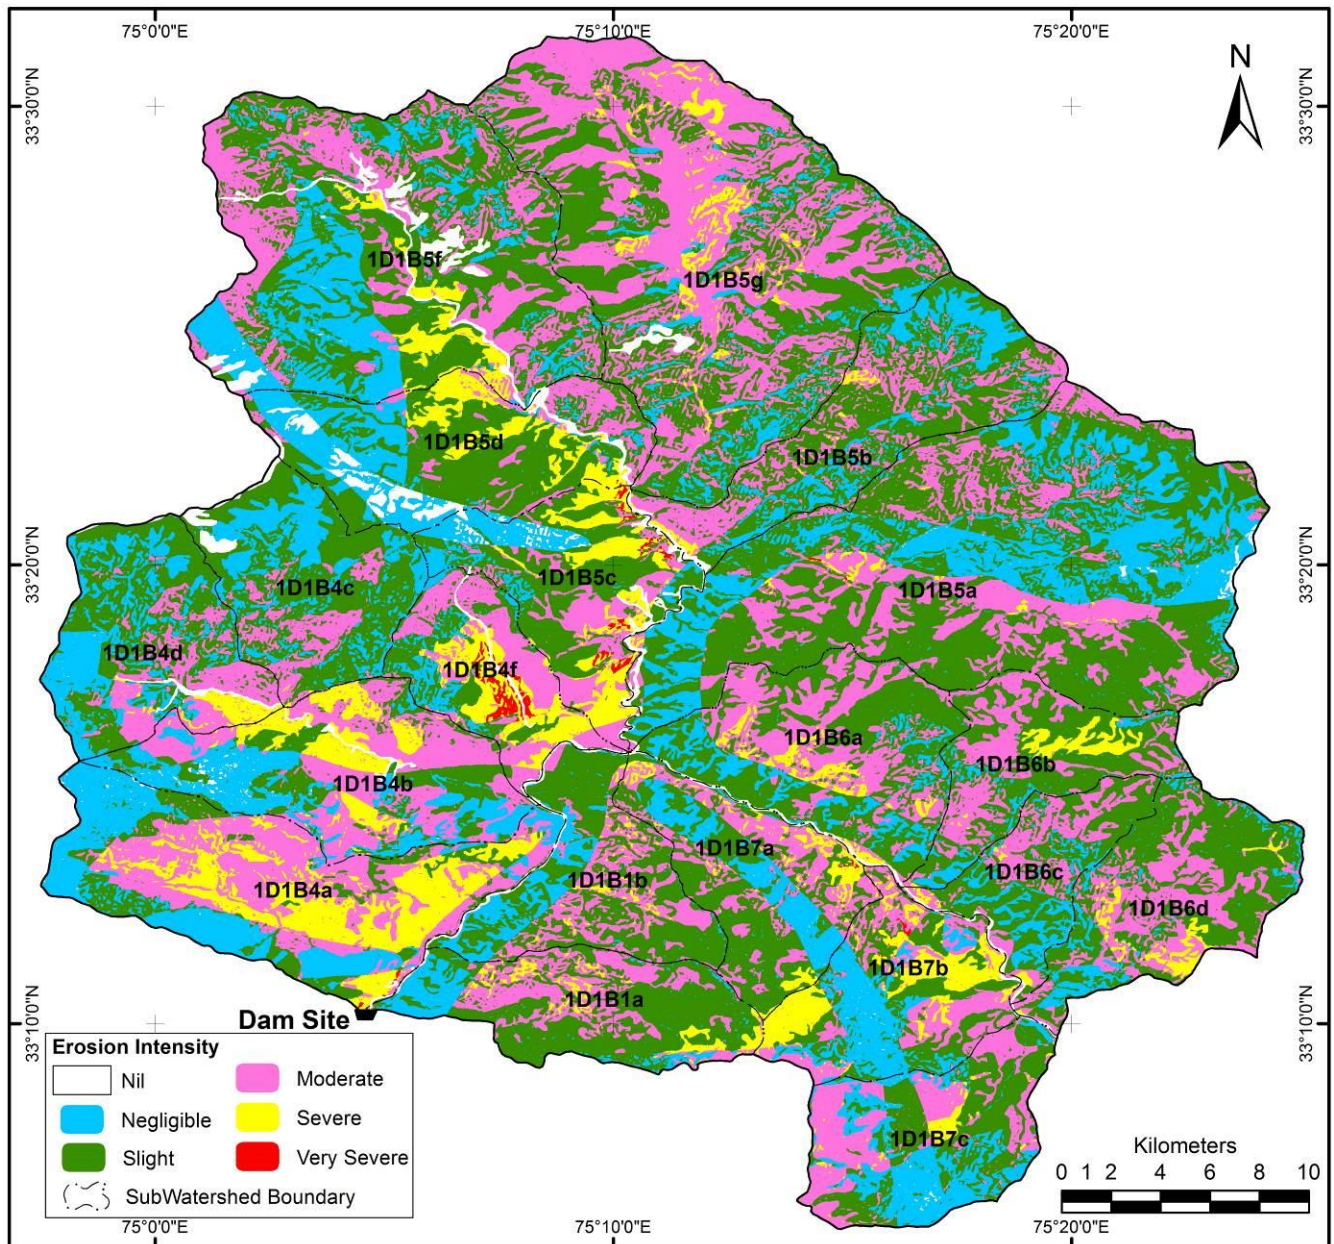 75°0'0"E
75°10'0"E
75°20'0"E
33°30'0"N
33°30'0"N
N
1D1B5f
1D1B5g
1D1B5d
1D1B5b
33°20'0"N
33°20'0"N
1D1B4c
1D1B5c
1D1B5a
1D1B4d
1D1B4f
1D1B6a
1D1B6b
1D1B4b
1D1B7a
1D1B4a
1D1B1b
1D1B6c
1D1B6d
1D1B7b
1D1B1a
33°10'0"N
33°10'0"N
Dam Site
Erosion Intensity
Nil
Moderate
Negligible
Severe
Slight
Very Severe
SubWatershed Boundary
1D1B7c
Kilometers
0 1 2 4 6 8 10
75°0'0"E
75°10'0"E
75°20'0"E